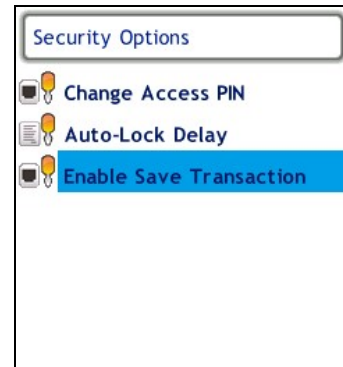 Security Options
Change Access PIN
Auto-Lock Delay
Enable Save Transaction